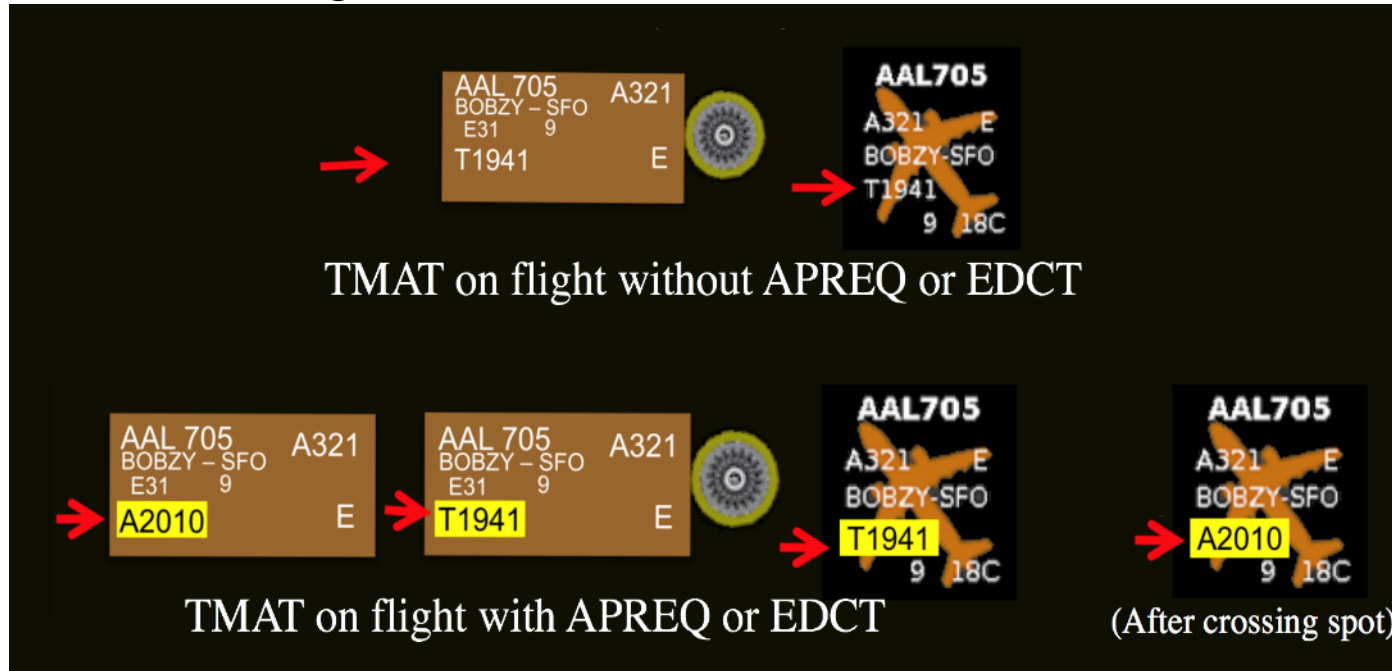 AAL 705 A321
BOBZY – SFO
E31 9
T1941 E
AAL705
A321 E
BOBZY-SFO
T1941
9 18C
TMAT on flight without APREQ or EDCT
AAL 705 A321
BOBZY – SFO
E31 9
A2010 E
AAL 705 A321
BOBZY – SFO
E31 9
T1941 E
AAL705
A321 E
BOBZY-SFO
T1941
9 18C
AAL705
A321 E
BOBZY-SFO
A2010
9 18C
TMAT on flight with APREQ or EDCT
(After crossing spot)